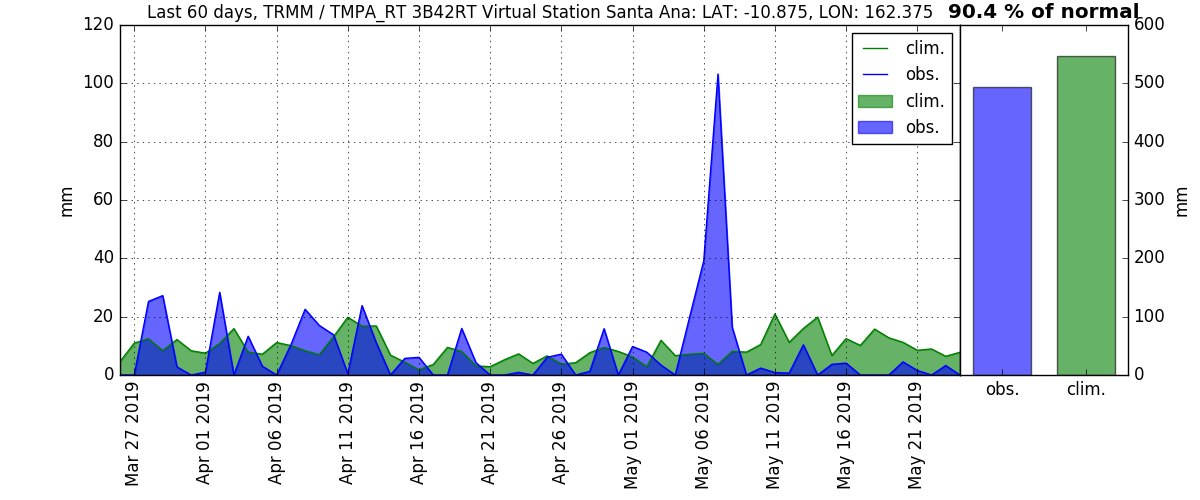 Last 60 days, TRMM / TMPA_RT 3B42RT Virtual Station Santa Ana: LAT: -10.875, LON: 162.375 90.4 % of normal
120
100
80
60
40
20
0
mm
clim.
obs.
clim.
obs.
600
500
400
300
200
100
0
mm
obs.
clim.
Mar 27 2019
Apr 01 2019
Apr 06 2019
Apr 11 2019
Apr 16 2019
Apr 21 2019
Apr 26 2019
May 01 2019
May 06 2019
May 11 2019
May 16 2019
May 21 2019